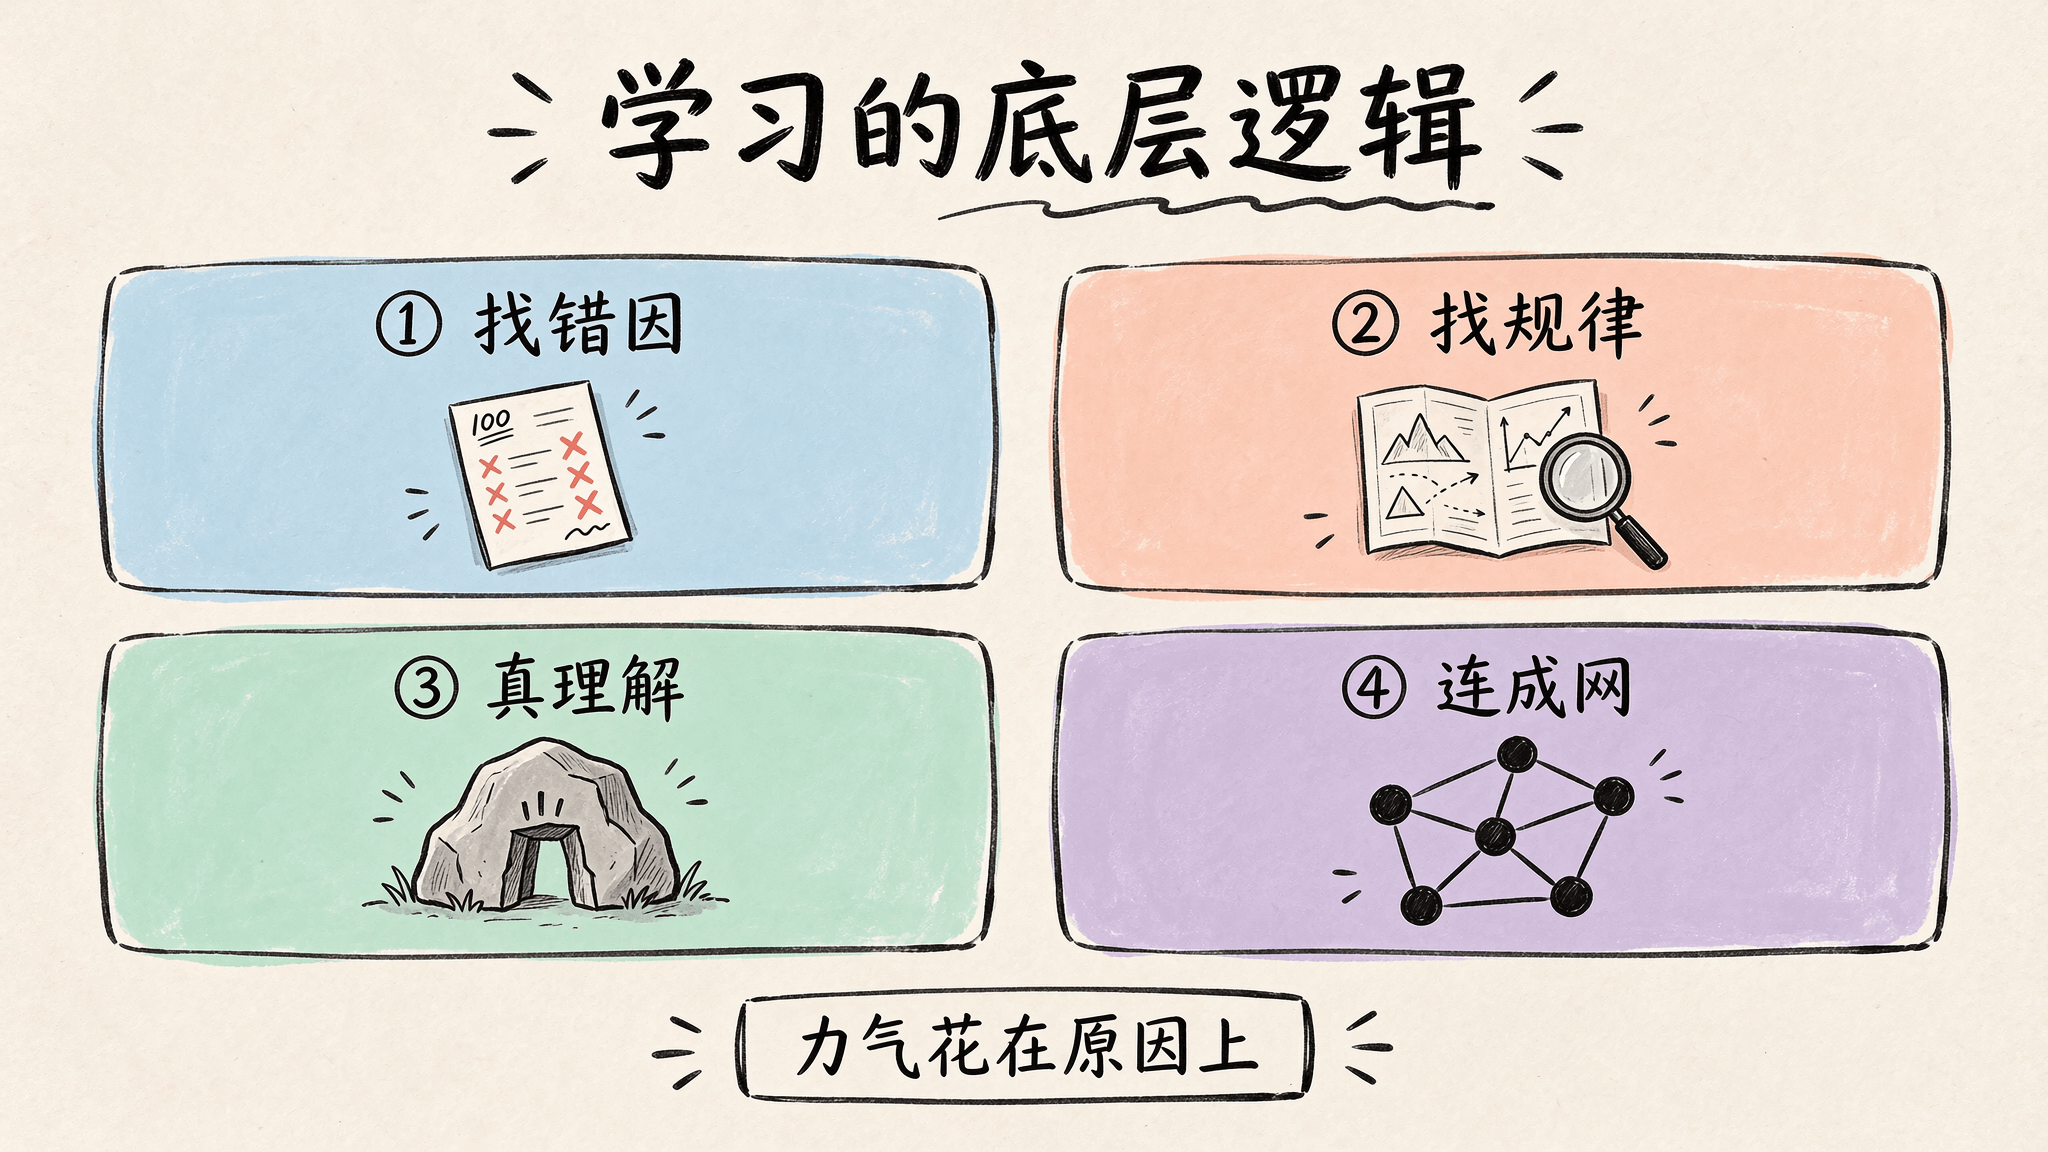 学习的底层逻辑
① 找错因
100
② 找规律
③ 真理解
④ 连成网
力气花在原因上